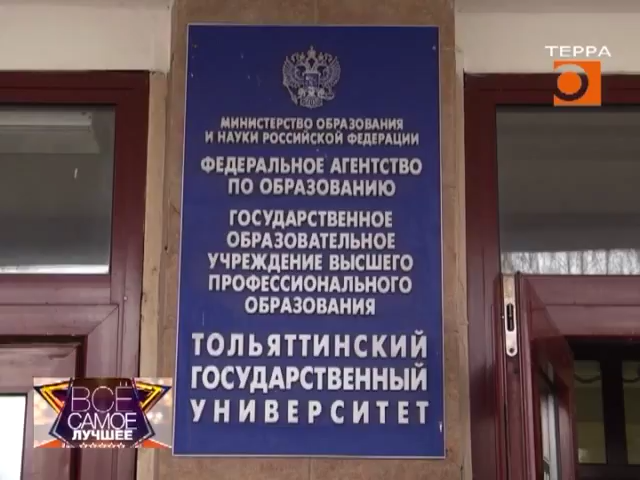 ТЕРРА
МИНИСТЕРСТВО ОБРАЗОВАНИЯ
И НАУКИ РОССИЙСКОЙ ФЕДЕРАЦИИ
ФЕДЕРАЛЬНОЕ АГЕНТСТВО
ПО ОБРАЗОВАНИЮ
ГОСУДАРСТВЕННОЕ
ОБРАЗОВАТЕЛЬНОЕ
УЧРЕЖДЕНИЕ ВЫСШЕГО
ПРОФЕССИОНАЛЬНОГО
ОБРАЗОВАНИЯ
ТОЛЬЯТТИНСКИЙ
ГОСУДАРСТВЕННЫЙ
УНИВЕРСИТЕТ
ВСЁ
САМОЕ
ЛУЧШЕЕ